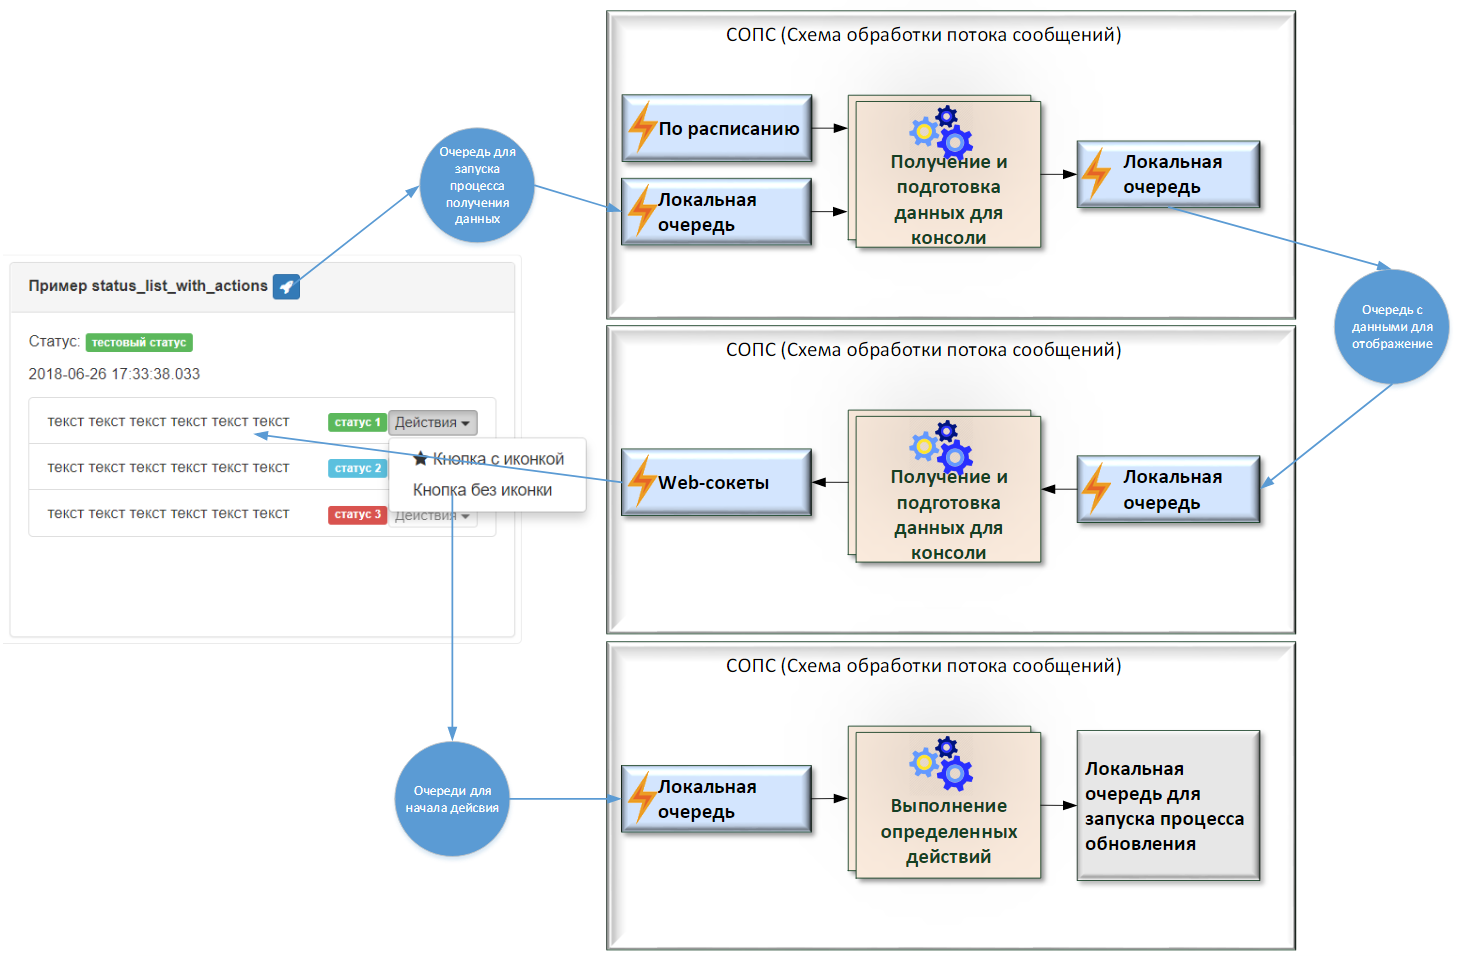 СОПС (Схема обработки потока сообщений)
По расписанию
Локальная
очередь
Получение и
подготовка
данных для
консоли
Локальная
очередь
Очередь для
запуска
процесса
получения
данных
Пример status_list_with_actions
Статус: тестовый статус
2018-06-26 17:33:38.033
текст текст текст текст текст текст статус 1 Действия
текст текст текст текст текст текст статус 2
текст текст текст текст текст текст статус 3 Действия
Кнопка с иконкой
Кнопка без иконки
Очередь с
данными для
отображение
СОПС (Схема обработки потока сообщений)
Web-сокеты
Получение и
подготовка
данных для
консоли
Локальная
очередь
Очереди для
начала дейсвия
СОПС (Схема обработки потока сообщений)
Локальная
очередь
Выполнение
определенных
действий
Локальная
очередь для
запуска процесса
обновления